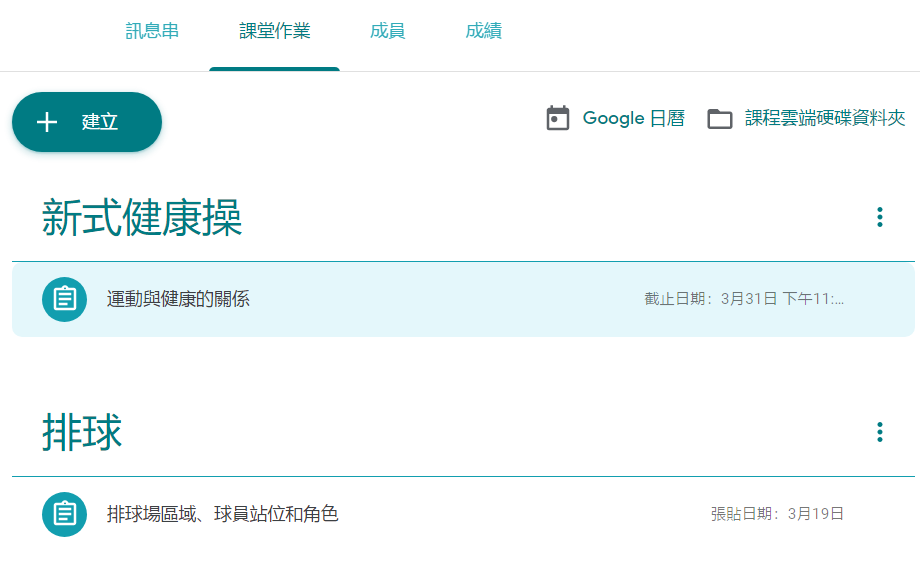 訊息串 課堂作業 成員 成績
建立 Google 日曆 課程雲端硬碟資料夾
新式健康操
運動與健康的關係 截止日期：3月31日 下午11:…
排球
排球場區域、球員站位和角色 張貼日期：3月19日